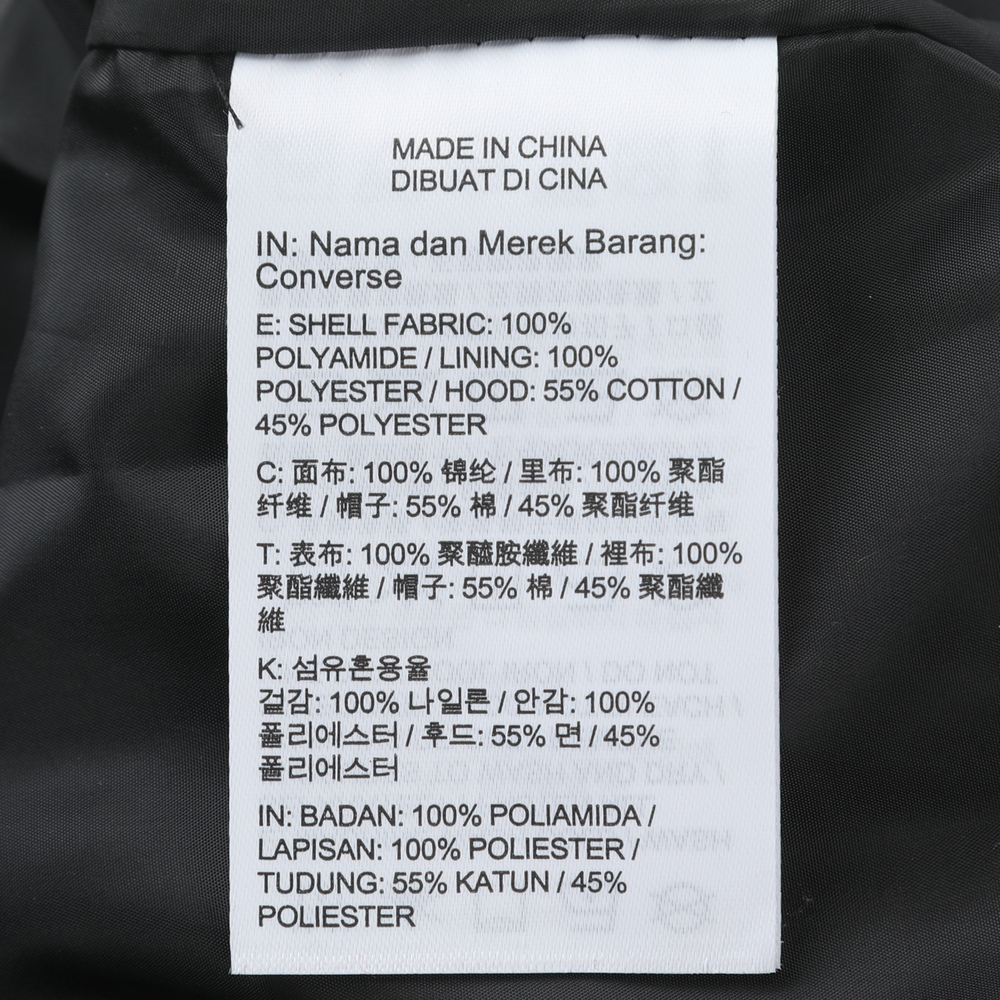 MADE IN CHINA
DIBUAT DI CINA
IN: Nama dan Merek Barang:
Converse
E: SHELL FABRIC: 100%
POLYAMIDE / LINING: 100%
POLYESTER / HOOD: 55% COTTON /
45% POLYESTER
C: 面布: 100% 锦纶 / 里布: 100% 聚酯
纤维 / 帽子: 55% 棉 / 45% 聚酯纤维
T: 表布: 100% 聚醯胺纖維 / 裡布: 100%
聚酯纖維 / 帽子: 55% 棉 / 45% 聚酯纖
維
K: 섬유혼용율
겉감: 100% 나일론 / 안감: 100%
폴리에스터 / 후드: 55% 면 / 45%
폴리에스터
IN: BADAN: 100% POLIAMIDA /
LAPISAN: 100% POLIESTER /
TUDUNG: 55% KATUN / 45%
POLIESTER